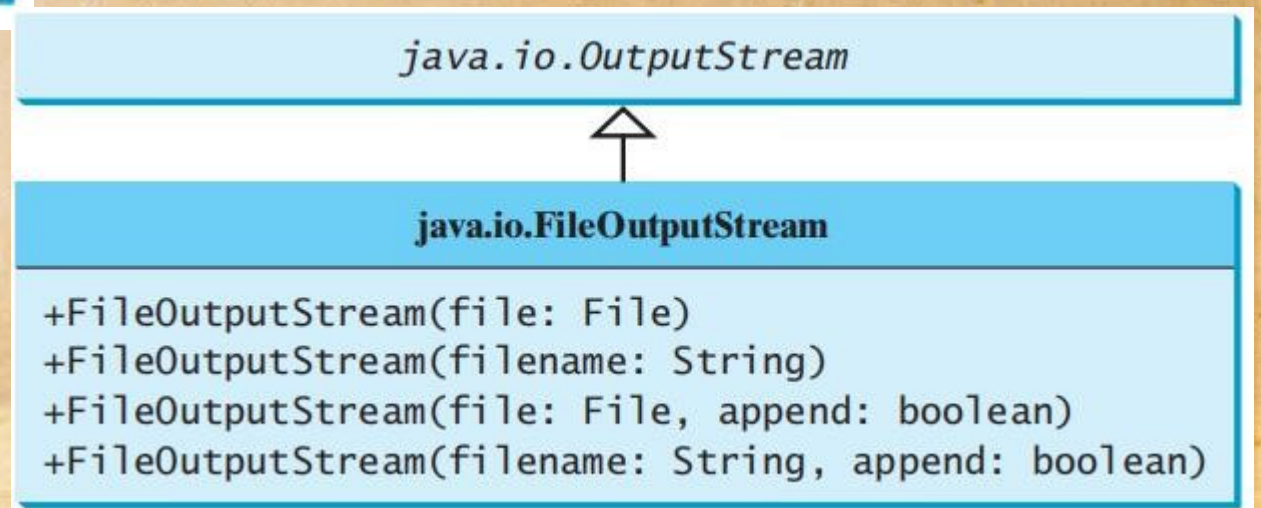 java.io.OutputStream
java.io.FileOutputStream
+FileOutputStream(file: File)
+FileOutputStream(filename: String)
+FileOutputStream(file: File, append: boolean)
+FileOutputStream(filename: String, append: boolean)